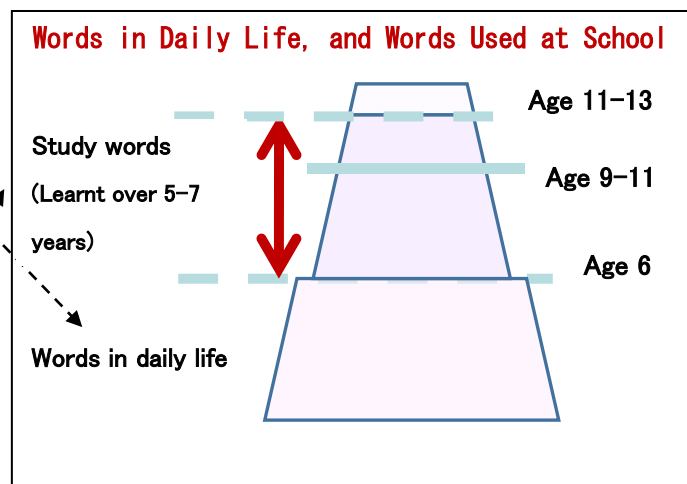 Words in Daily Life, and Words Used at School
Age 11-13
Study words
(Learnt over 5-7
years)
Age 9-11
Age 6
Words in daily life